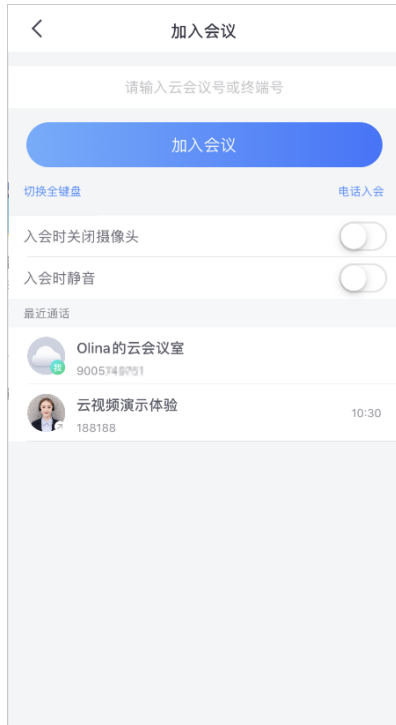 加入会议
请输入云会议号或终端号
加入会议
切换全键盘 电话入会
入会时关闭摄像头
入会时静音
最近通话
Olina的云会议室
我
云视频演示体验 10:30
188188